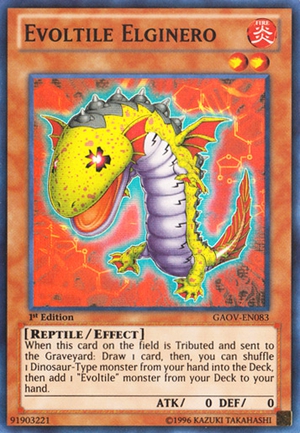 EVOLTILE ELGINERO
FIRE
炎
1st Edition
GAOV-EN083
[REPTILE / EFFECT]
When this card on the field is Tributed and sent
to the Graveyard: Draw 1 card, then, you can shuffle
1 Dinosaur-Type monster from your hand into the Deck,
then add 1 "Evoltile" monster from your Deck to your
hand.
ATK / 0 DEF / 0
91903221
©1996 KAZUKI TAKAHASHI